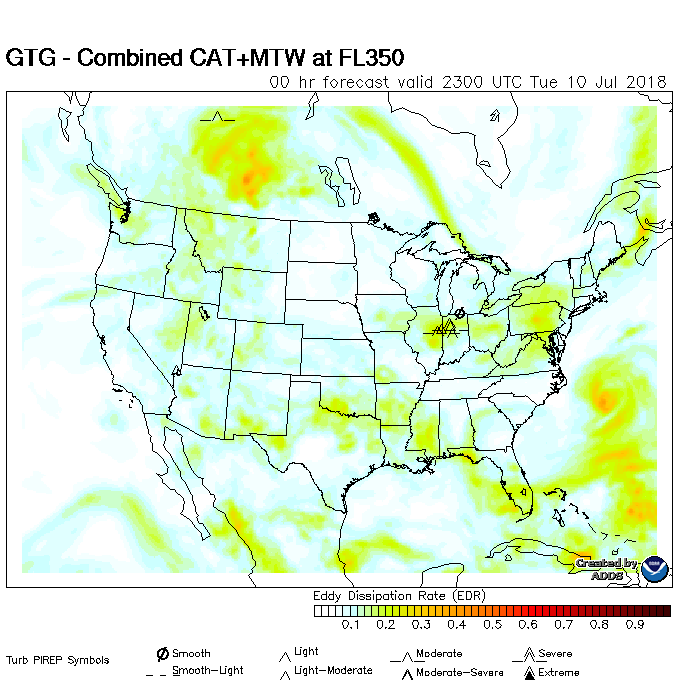 GTG - Combined CAT+MTW at FL350
00 hr forecast valid 2300 UTC Tue 10 Jul 2018
Created by
ADDS
Eddy Dissipation Rate (EDR)
0.1 0.2 0.3 0.4 0.5 0.6 0.7 0.8 0.9
Turb PIREP Symbols
Smooth Light Moderate Severe
Smooth-Light Light-Moderate Moderate-Severe Extreme